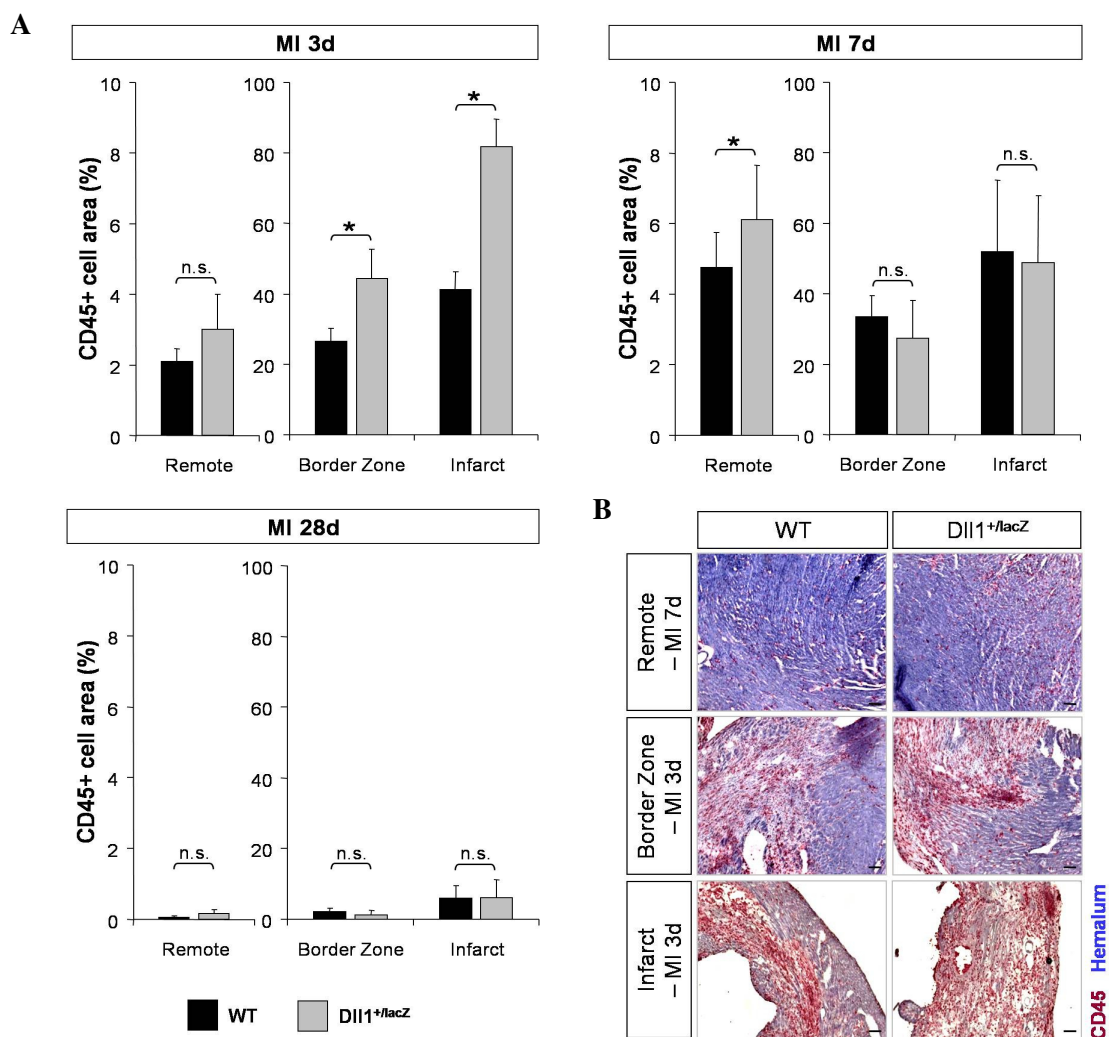 A
MI 3d
CD45+ cell area (%)
10
8
6
4
2
0
100
80
60
40
20
0
n.s.
*
*
Remote
Border Zone
Infarct
MI 7d
CD45+ cell area (%)
10
8
6
4
2
0
100
80
60
40
20
0
*
n.s.
n.s.
Remote
Border Zone
Infarct
MI 28d
CD45+ cell area (%)
10
8
6
4
2
0
100
80
60
40
20
0
n.s.
n.s.
n.s.
Remote
Border Zone
Infarct
WT
Dll1+/lacZ
B
WT
Dll1+/lacZ
Remote
– MI 7d
Border Zone
– MI 3d
Infarct
– MI 3d
CD45 Hemalum